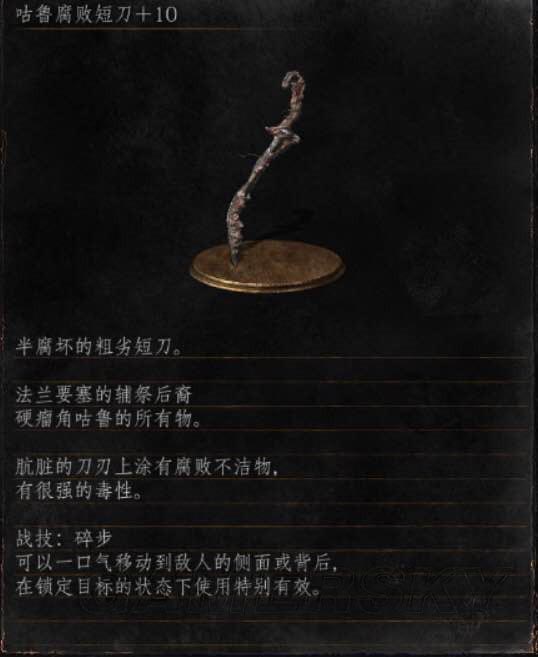 咕鲁腐败短刀＋10
半腐坏的粗劣短刀。
法兰要塞的辅祭后裔
硬瘤角咕鲁的所有物。
肮脏的刀刃上涂有腐败不洁物，
有很强的毒性。
战技：碎步
可以一口气移动到敌人的侧面或背后，
在锁定目标的状态下使用特别有效。